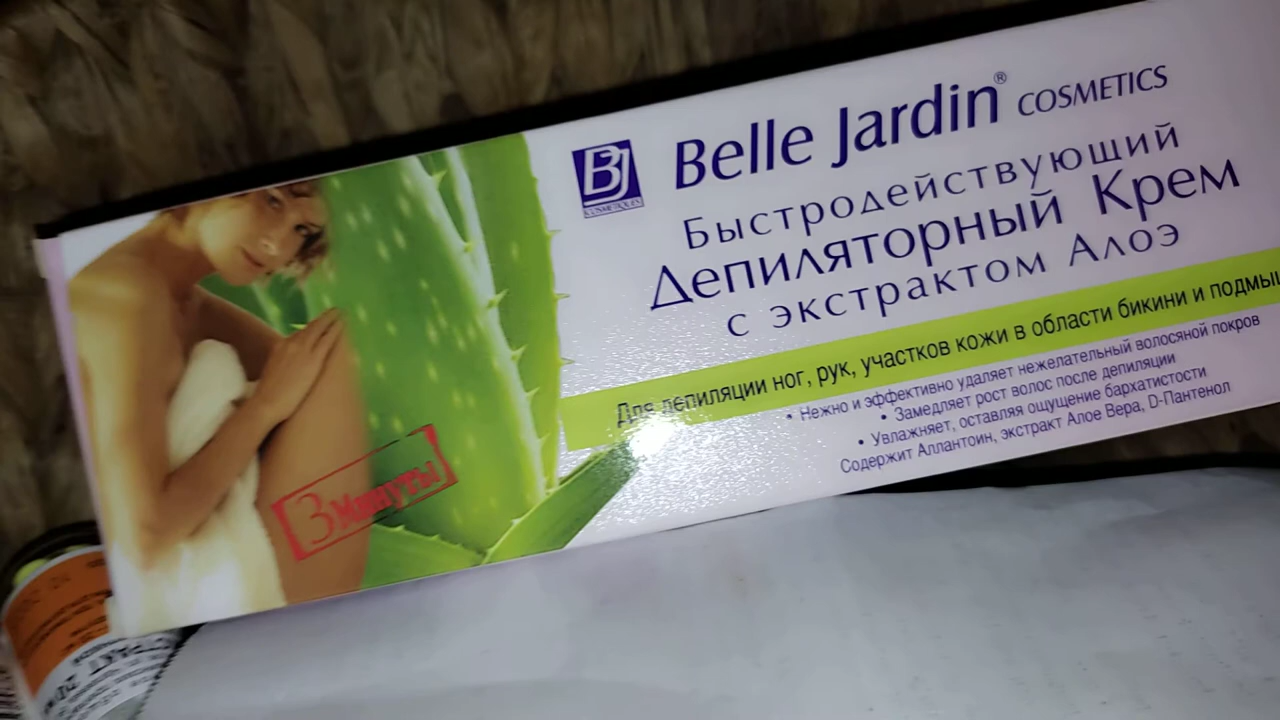 BJ
COSMETIQUES
Belle Jardin® COSMETICS
Быстродействующий
Депиляторный Крем
с экстрактом Алоэ
Для депиляции ног, рук, участков кожи в области бикини и
• Нежно и эффективно удаляет нежелательный волосяной покров
• Замедляет рост волос после депиляции
• Увлажняет, оставляя ощущение бархатистости
Содержит Аллантоин, экстракт Алое Вера, D-Пантенол
3 Минуты